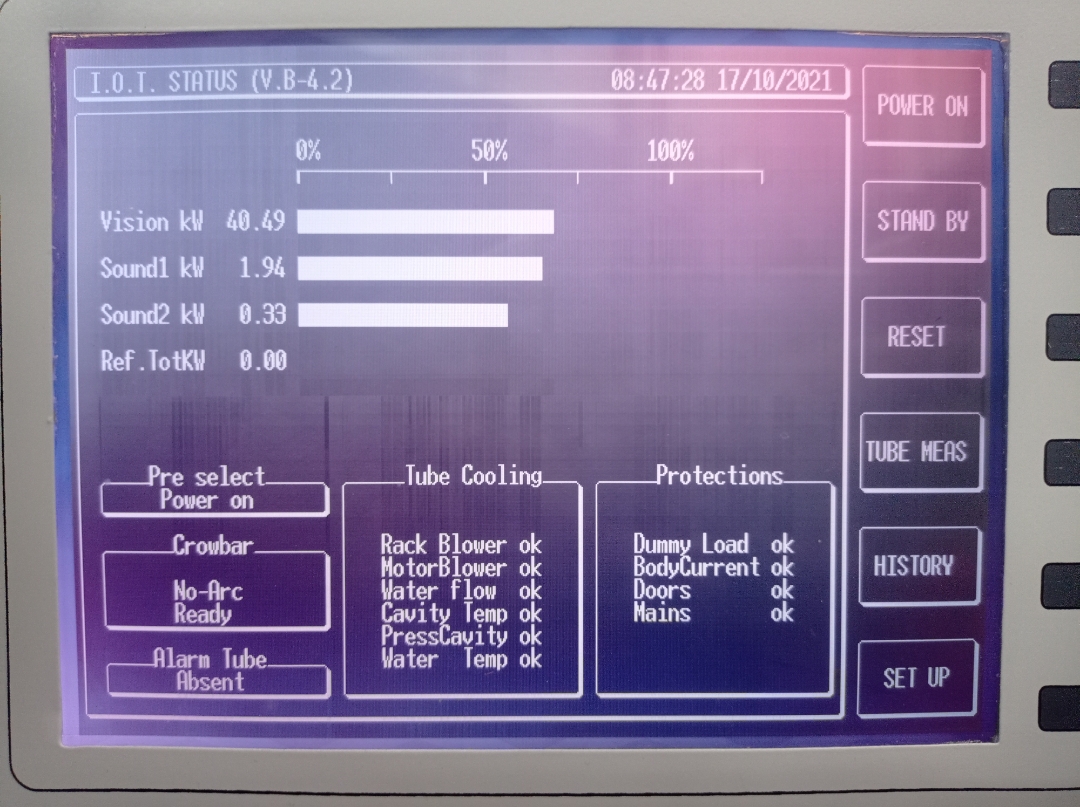 I.O.T. STATUS (V.B-4.2) 08:47:28 17/10/2021
0% 50% 100%
Vision kW 40.49
Sound1 kW 1.94
Sound2 kW 0.33
Ref.TotKW 0.00
Pre select
Power on
Crowbar
No-Arc
Ready
Alarm Tube
Absent
Tube Cooling
Rack Blower ok
MotorBlower ok
Water flow ok
Cavity Temp ok
PressCavity ok
Water Temp ok
Protections
Dummy Load ok
BodyCurrent ok
Doors ok
Mains ok
POWER ON
STAND BY
RESET
TUBE MEAS
HISTORY
SET UP